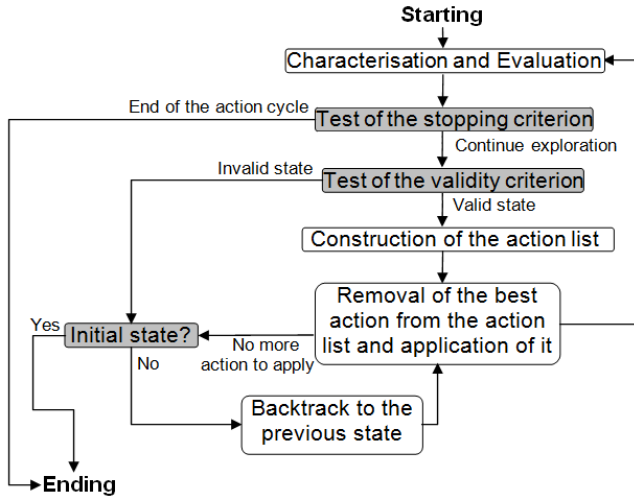 Starting
Characterisation and Evaluation
End of the action cycle
Test of the stopping criterion
Continue exploration
Invalid state
Test of the validity criterion
Valid state
Construction of the action list
Removal of the best
action from the action
list and application of it
Yes
Initial state?
No more
action to apply
No
Backtrack to the
previous state
Ending